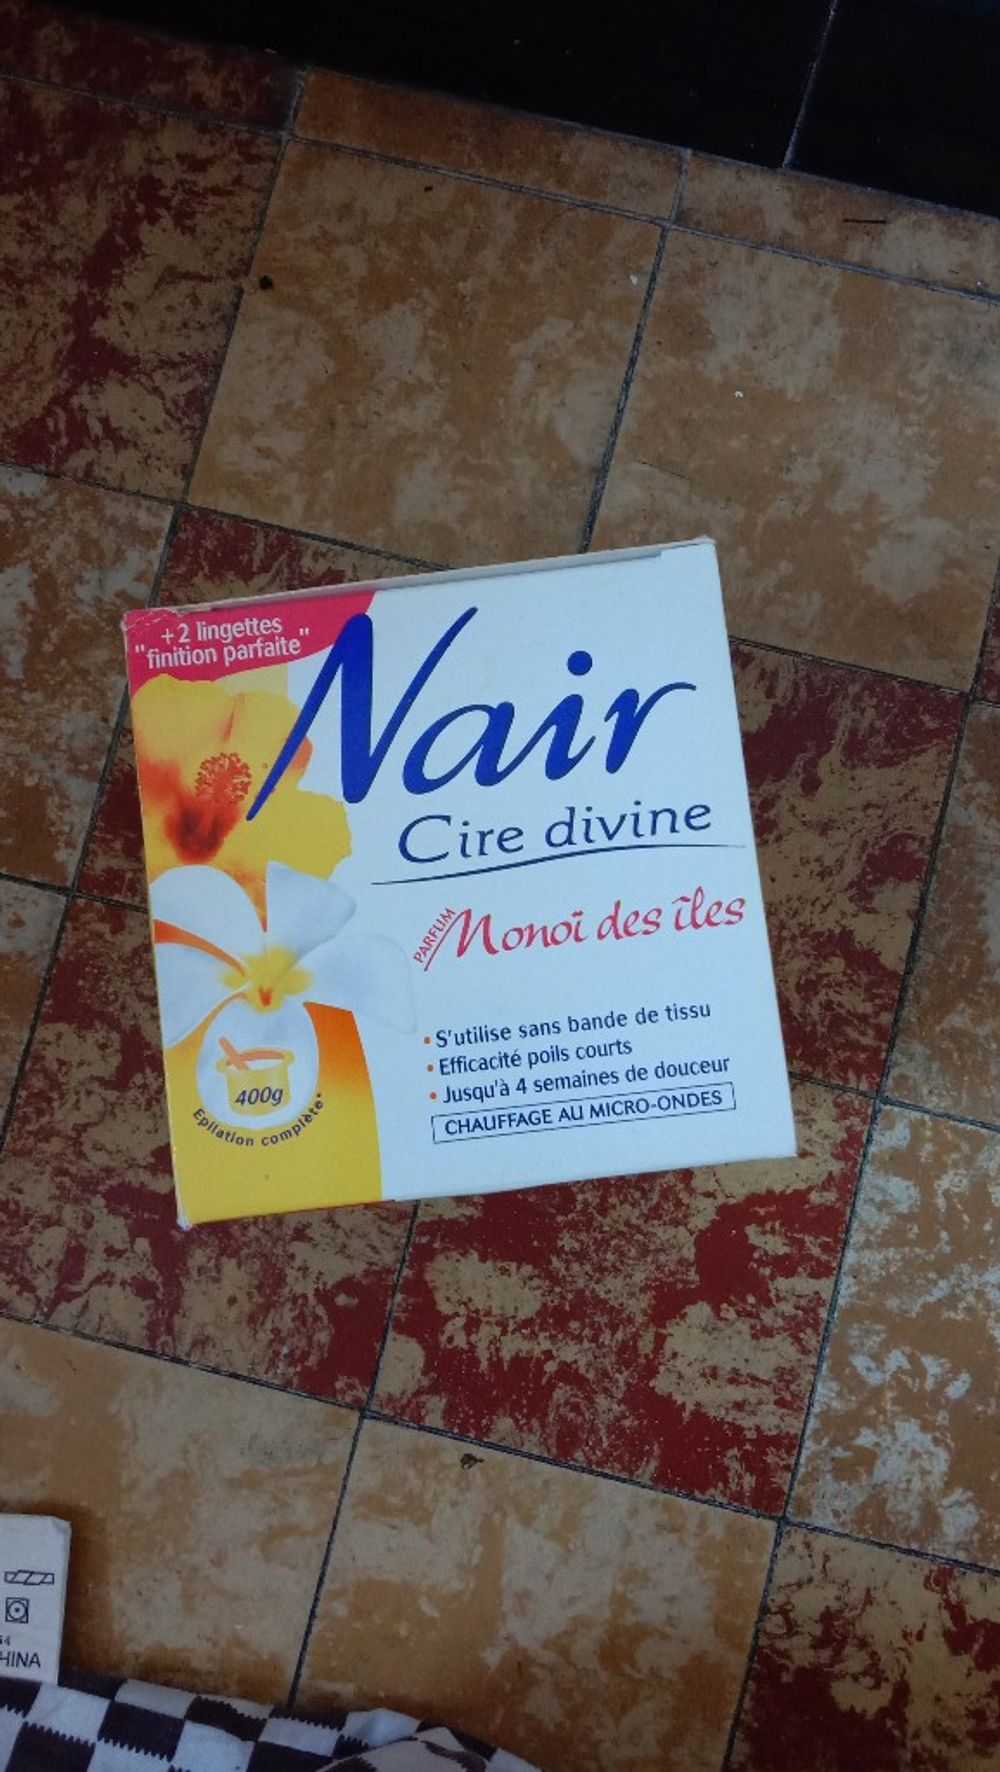 +2 lingettes
"finition parfaite"
Nair
Cire divine
PARFUM Monoï des îles
• S'utilise sans bande de tissu
• Efficacité poils courts
• Jusqu'à 4 semaines de douceur
CHAUFFAGE AU MICRO-ONDES
400g
Epilation complète*
HINA